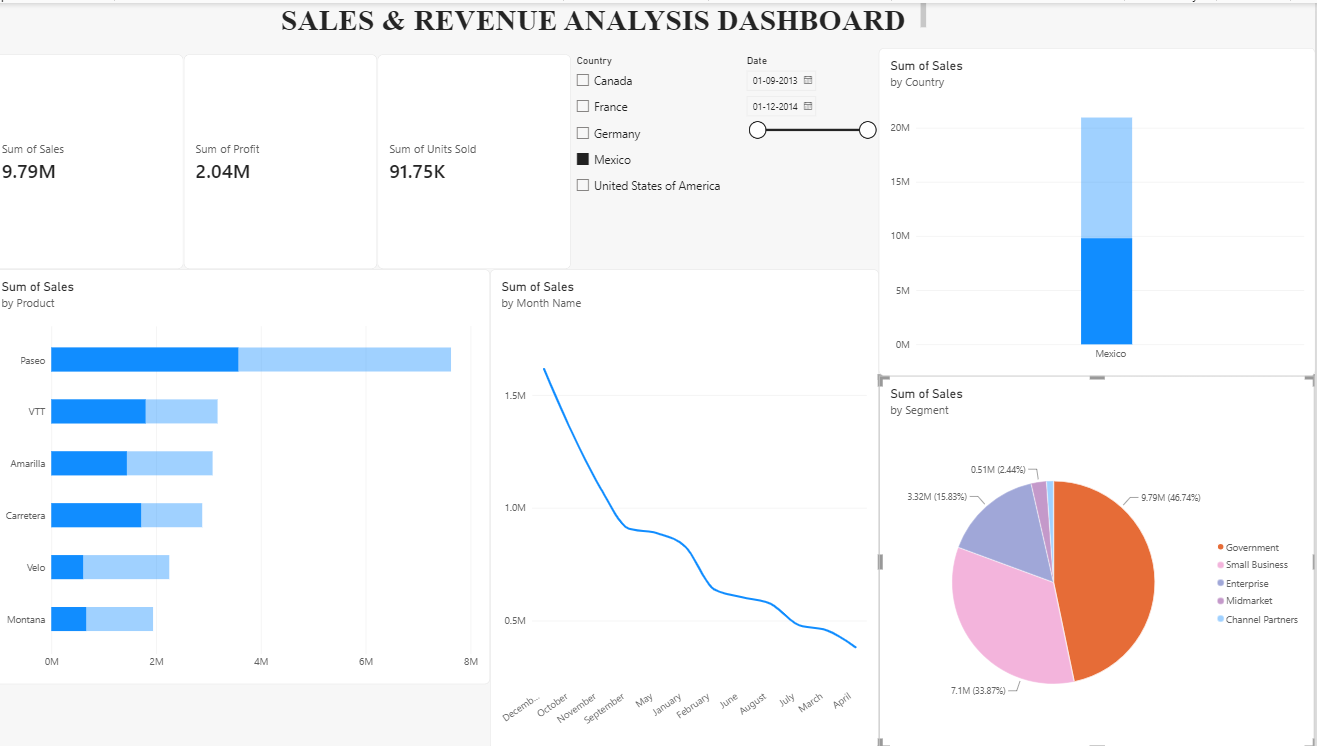 SALES & REVENUE ANALYSIS DASHBOARD
Sum of Sales
9.79M
Sum of Profit
2.04M
Sum of Units Sold
91.75K
Country
Canada
France
Germany
Mexico
United States of America
Date
01-09-2013
01-12-2014
Sum of Sales
by Country
20M
15M
10M
5M
0M
Mexico
Sum of Sales
by Product
Paseo
VTT
Amarilla
Carretera
Velo
Montana
0M
2M
4M
6M
8M
Sum of Sales
by Month Name
1.5M
1.0M
0.5M
Decemb...
October
November
September
May
January
February
June
August
July
March
April
Sum of Sales
by Segment
0.51M (2.44%)
3.32M (15.83%)
9.79M (46.74%)
7.1M (33.87%)
Government
Small Business
Enterprise
Midmarket
Channel Partners